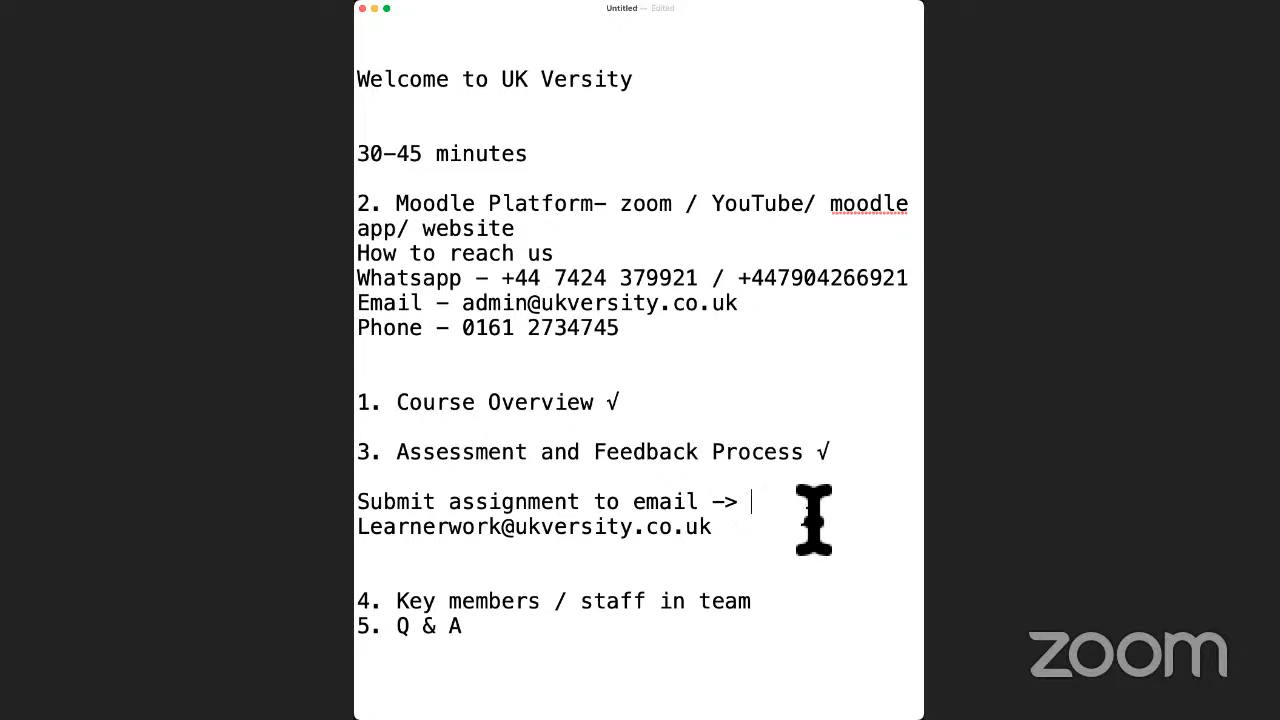 Untitled — Edited
Welcome to UK Versity
30-45 minutes
2. Moodle Platform- zoom / YouTube/ moodle
app/ website
How to reach us
Whatsapp - +44 7424 379921 / +447904266921
Email - admin@ukversity.co.uk
Phone - 0161 2734745
1. Course Overview √
3. Assessment and Feedback Process √
Submit assignment to email ->
Learnerwork@ukversity.co.uk
4. Key members / staff in team
5. Q & A
zoom